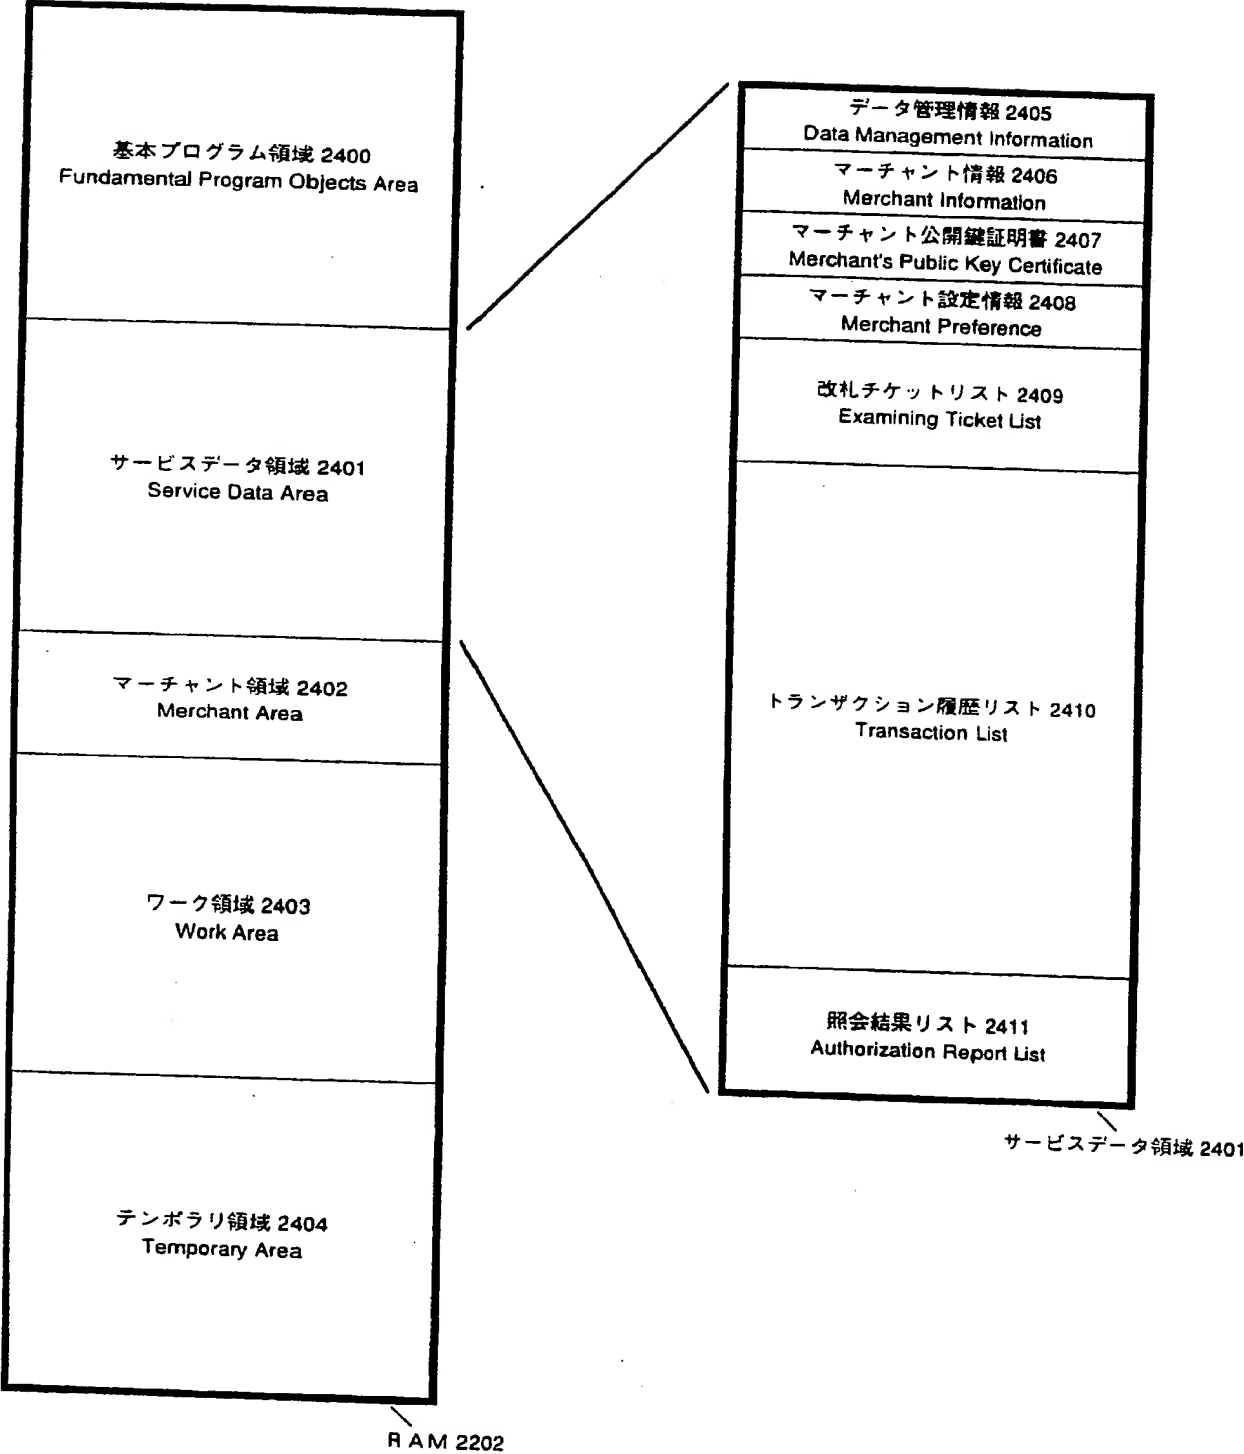 基本プログラム領域 2400
Fundamental Program Objects Area
サービスデータ領域 2401
Service Data Area
マーチャント領域 2402
Merchant Area
ワーク領域 2403
Work Area
テンポラリ領域 2404
Temporary Area
RAM 2202
データ管理情報 2405
Data Management Information
マーチャント情報 2406
Merchant Information
マーチャント公開鍵証明書 2407
Merchant's Public Key Certificate
マーチャント設定情報 2408
Merchant Preference
改札チケットリスト 2409
Examining Ticket List
トランザクション履歴リスト 2410
Transaction List
照会結果リスト 2411
Authorization Report List
サービスデータ領域 2401